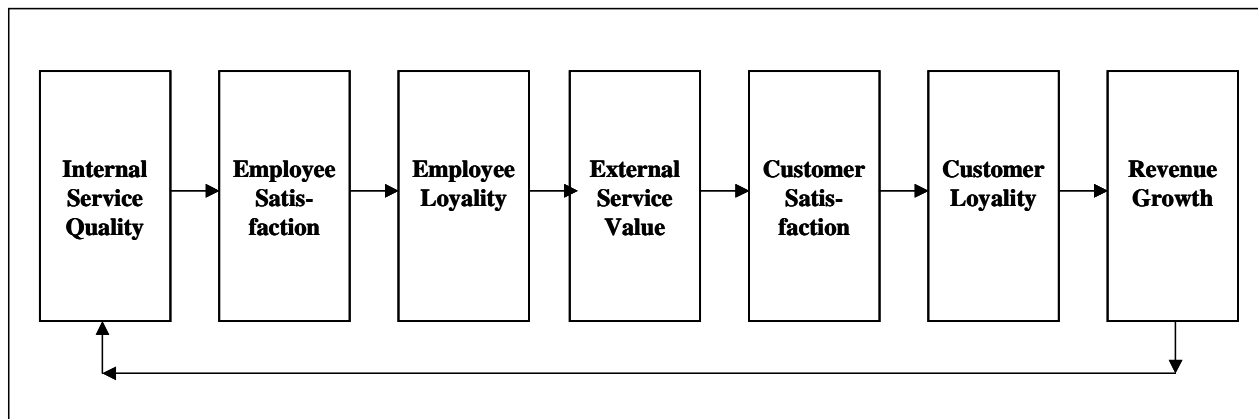 Internal
Service
Quality
Employee
Satis-
faction
Employee
Loyality
External
Service
Value
Customer
Satis-
faction
Customer
Loyality
Revenue
Growth